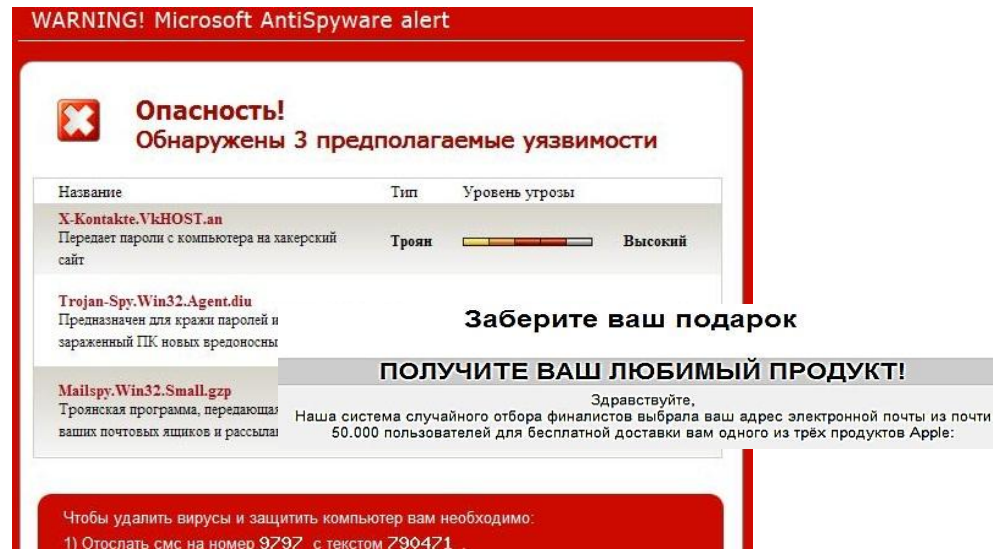 WARNING! Microsoft AntiSpyware alert
Опасность!
Обнаружены 3 предполагаемые уязвимости
Название Тип Уровень угрозы
X-Kontakte.VkHOST.an
Передает пароли с компьютера на хакерский
сайт
Троян Высокий
Trojan-Spy.Win32.Agent.diu
Предназначен для кражи паролей и
зараженный ПК новых
Mailspy.Win32.Small.gzp
Троянская программа,
ваших почтовых ящиков и
Заберите ваш подарок
ПОЛУЧИТЕ ВАШ ЛЮБИМЫЙ ПРОДУКТ!
Здравствуйте,
Наша система случайного отбора финалистов выбрала ваш адрес электронной почты из почти
50.000 пользователей для бесплатной доставки вам одного из трёх продуктов Apple:
Чтобы удалить вирусы и защитить компьютер вам необходимо:
1) Отослать смс на номер 9797 с текстом 790471